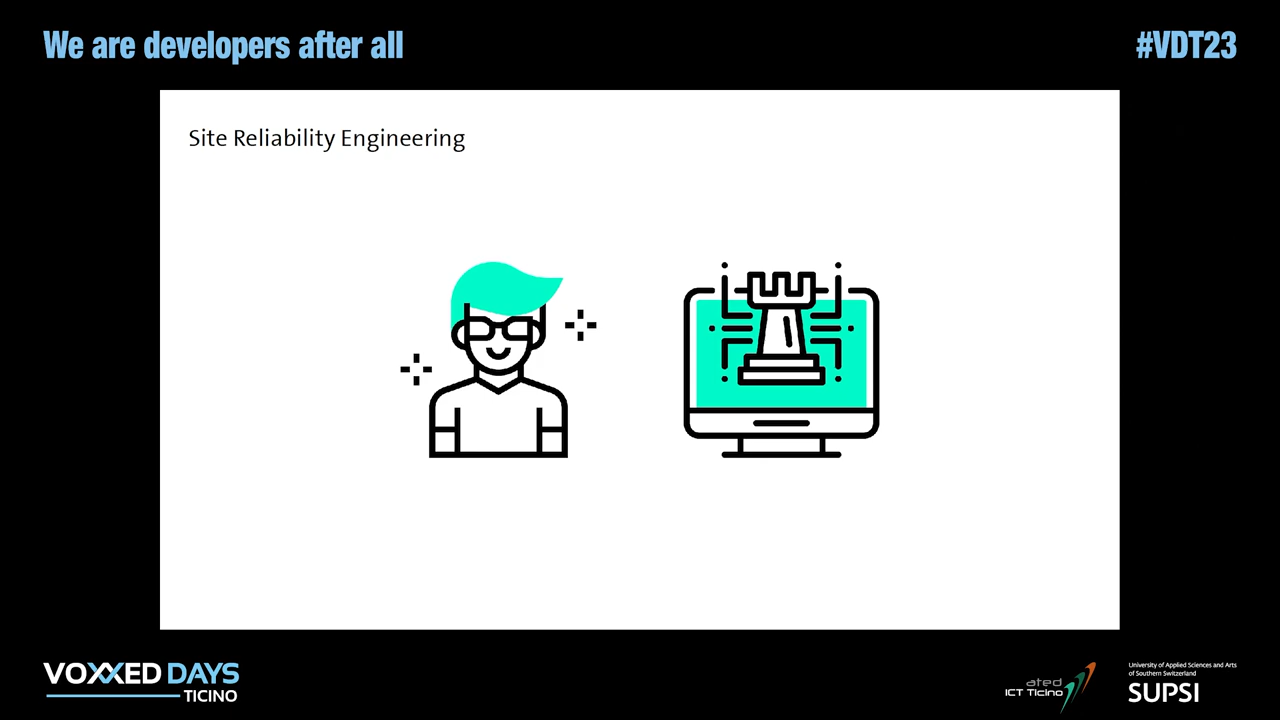 We are developers after all
#VDT23
Site Reliability Engineering
VOXXED DAYS
TICINO
ated
ICT Ticino
University of Applied Sciences and Arts
of Southern Switzerland
SUPSI